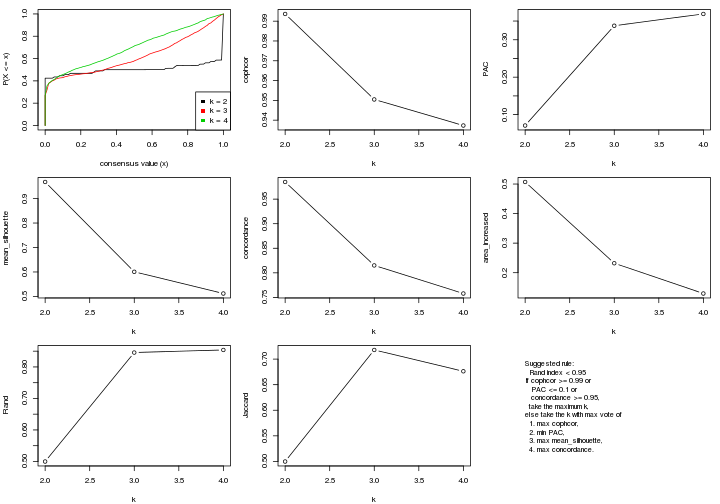 P(X <= x)
0.0 0.2 0.4 0.6 0.8 1.0
k = 2
k = 3
k = 4
0.0 0.2 0.4 0.6 0.8 1.0
consensus value (x)
cophcor
0.94 0.95 0.96 0.97 0.98 0.99
2.0 2.5 3.0 3.5 4.0
k
PAC
0.10 0.20 0.30
2.0 2.5 3.0 3.5 4.0
k
mean_silhouette
0.5 0.6 0.7 0.8 0.9
2.0 2.5 3.0 3.5 4.0
k
concordance
0.75 0.80 0.85 0.90 0.95
2.0 2.5 3.0 3.5 4.0
k
area_increased
0.2 0.3 0.4 0.5
2.0 2.5 3.0 3.5 4.0
k
Rand
0.50 0.60 0.70 0.80
2.0 2.5 3.0 3.5 4.0
k
Jaccard
0.50 0.55 0.60 0.65 0.70
2.0 2.5 3.0 3.5 4.0
k
Suggested rule:
Rand index < 0.95
If cophcor >= 0.99 or
PAC <= 0.1 or
concordance >= 0.95,
take the maximum k,
else take the k with max vote of
1. max cophcor,
2. min PAC,
3. max mean_silhouette,
4. max concordance.